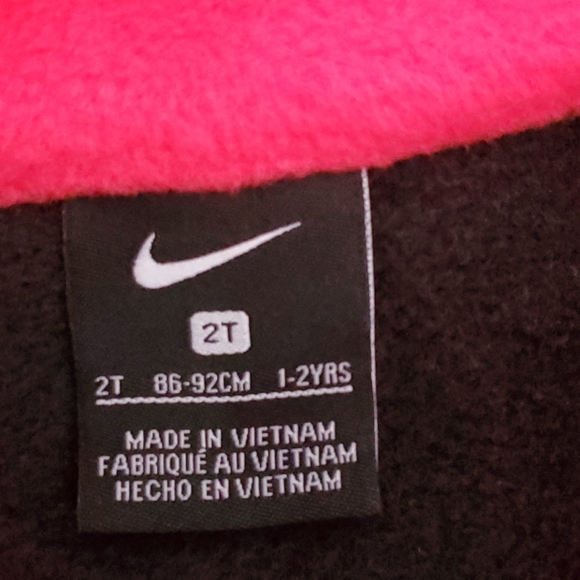 2T
2T 86-92CM 1-2YRS
MADE IN VIETNAM
FABRIQUÉ AU VIETNAM
HECHO EN VIETNAM